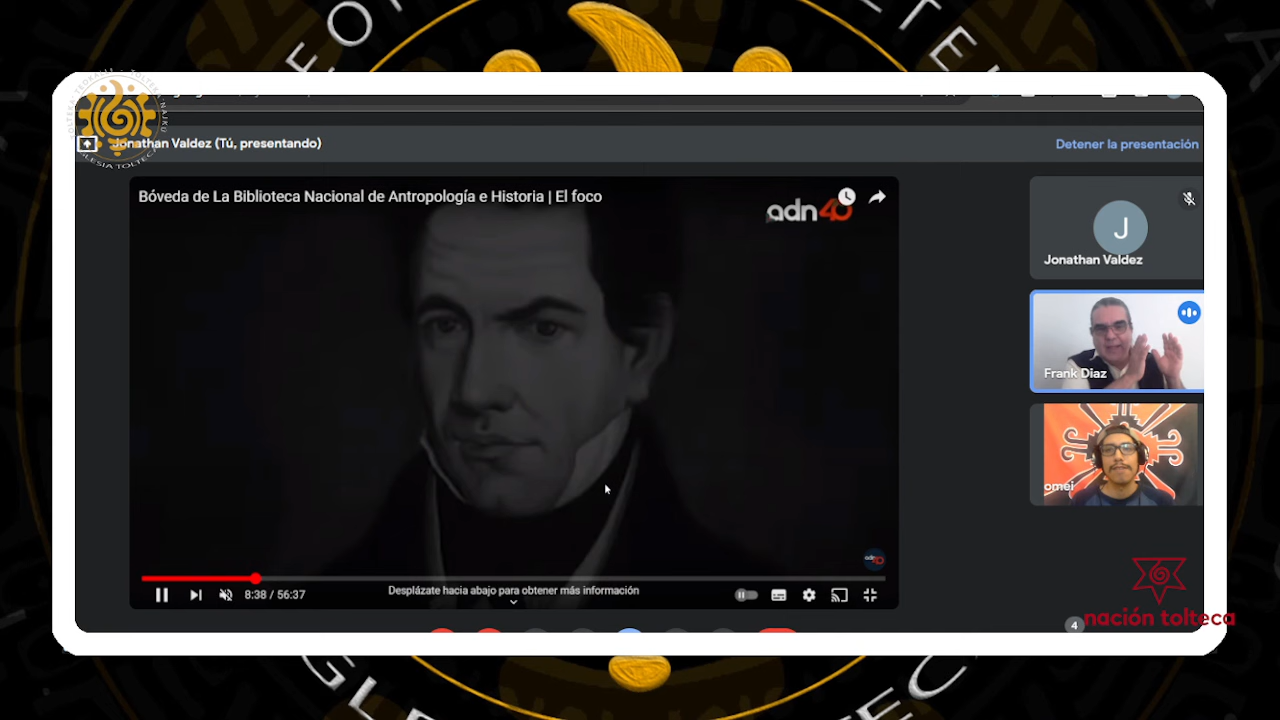 Jonathan Valdez (Tú, presentando)
Detener la presentación
Bóveda de La Biblioteca Nacional de Antropología e Historia | El foco
adn40
J
Jonathan Valdez
Frank Diaz
omei
8:38 / 56:37
Desplázate hacia abajo para obtener más información
4
nación tolteca